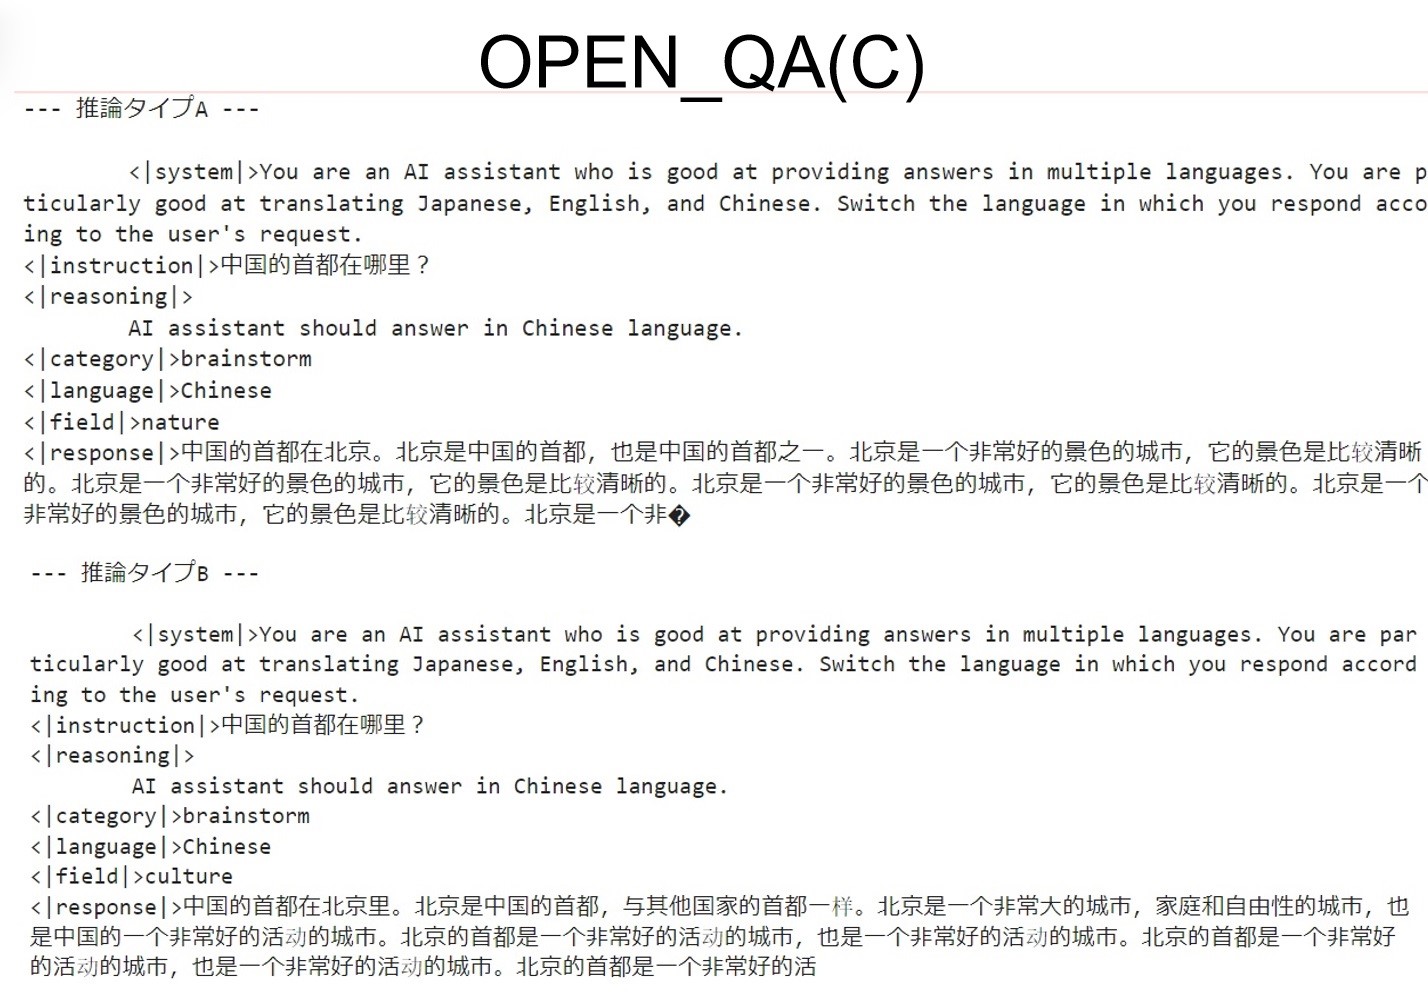 OPEN_QA(C)
--- 推論タイプA ---
<|system|>You are an AI assistant who is good at providing answers in multiple languages. You are p
ticularly good at translating Japanese, English, and Chinese. Switch the language in which you respond acco
ing to the user's request.
<|instruction|>中国的首都在哪里？
<|reasoning|>
AI assistant should answer in Chinese language.
<|category|>brainstorm
<|language|>Chinese
<|field|>nature
<|response|>中国的首都在北京。北京是中国的首都，也是中国的首都之一。北京是一个非常好的景色的城市，它的景色是比较清晰
的。北京是一个非常好的景色的城市，它的景色是比较清晰的。北京是一个非常好的景色的城市，它的景色是比较清晰的。北京是一个
非常好的景色的城市，它的景色是比较清晰的。北京是一个非�
--- 推論タイプB ---
<|system|>You are an AI assistant who is good at providing answers in multiple languages. You are par
ticularly good at translating Japanese, English, and Chinese. Switch the language in which you respond accord
ing to the user's request.
<|instruction|>中国的首都在哪里？
<|reasoning|>
AI assistant should answer in Chinese language.
<|category|>brainstorm
<|language|>Chinese
<|field|>culture
<|response|>中国的首都在北京里。北京是中国的首都，与其他国家的首都一样。北京是一个非常大的城市，家庭和自由性的城市，也
是中国的一个非常好的活动的城市。北京的首都是一个非常好的活动的城市，也是一个非常好的活动的城市。北京的首都是一个非常好
的活动的城市，也是一个非常好的活动的城市。北京的首都是一个非常好的活